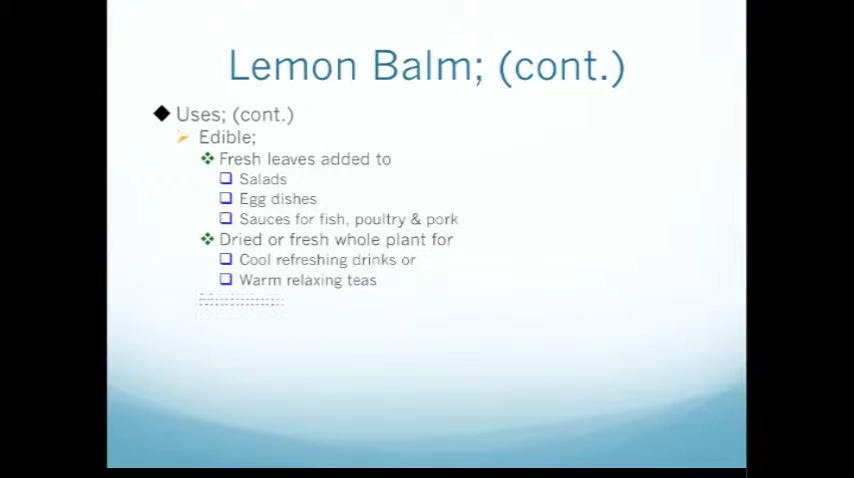 Lemon Balm; (cont.)
Uses; (cont.)
Edible;
Fresh leaves added to
Salads
Egg dishes
Sauces for fish, poultry & pork
Dried or fresh whole plant for
Cool refreshing drinks or
Warm relaxing teas